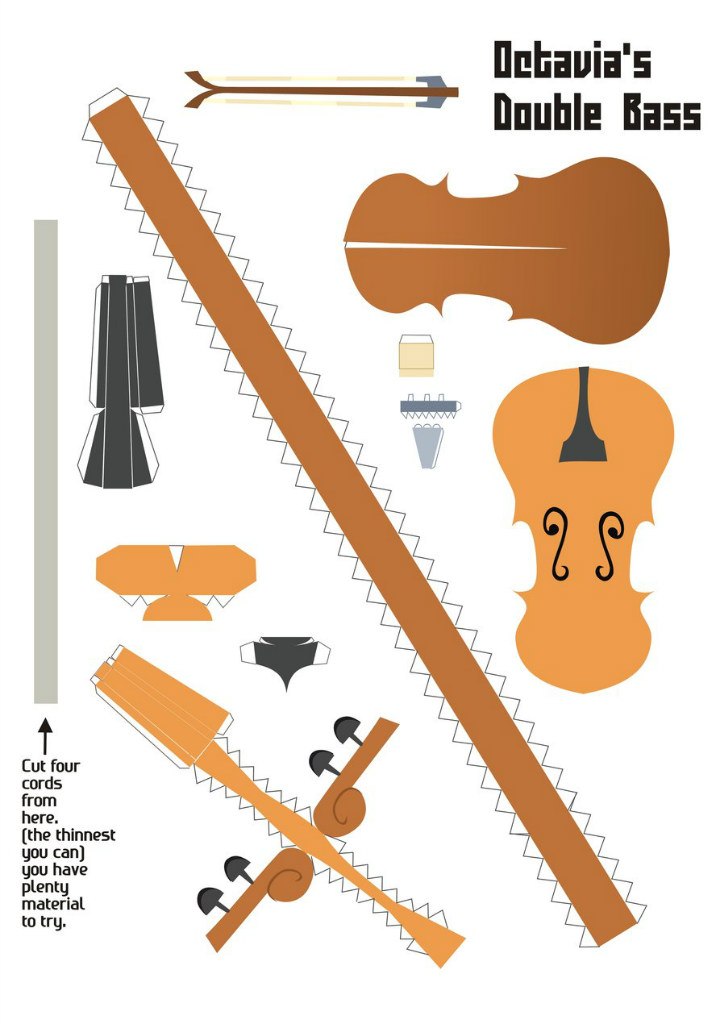 Octavia's
Double Bass
Cut four
cords
from
here.
(the thinnest
you can)
you have
plenty
material
to try.